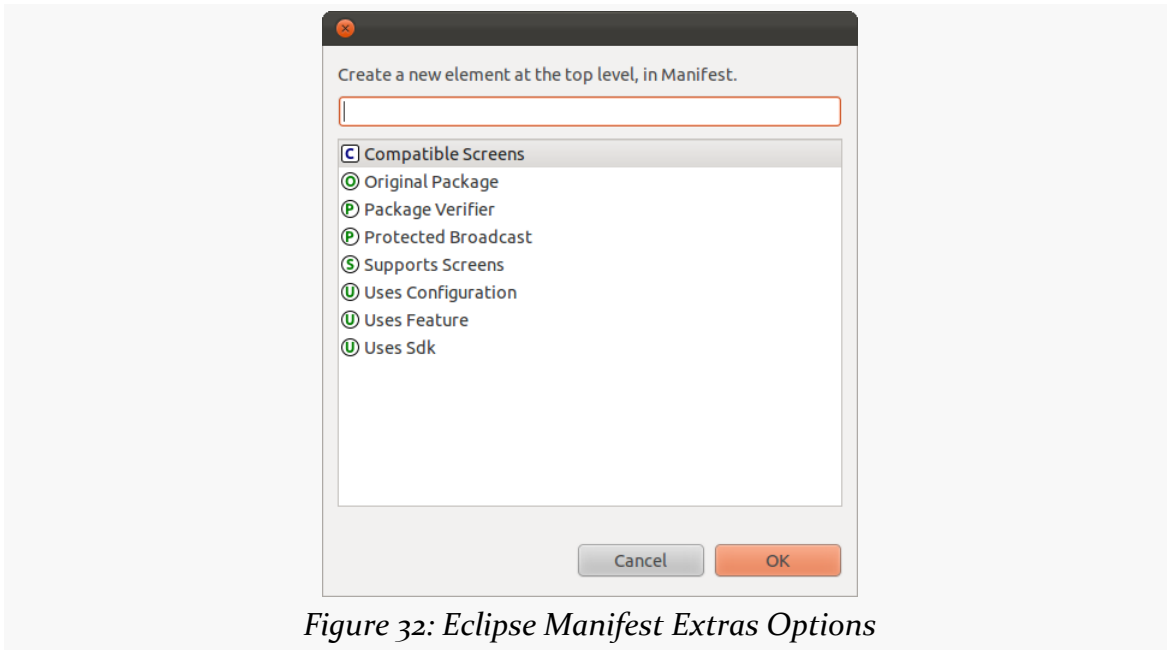 Create a new element at the top level, in Manifest.
C Compatible Screens
O Original Package
P Package Verifier
P Protected Broadcast
S Supports Screens
U Uses Configuration
U Uses Feature
U Uses Sdk
Cancel OK
Figure 32: Eclipse Manifest Extras Options